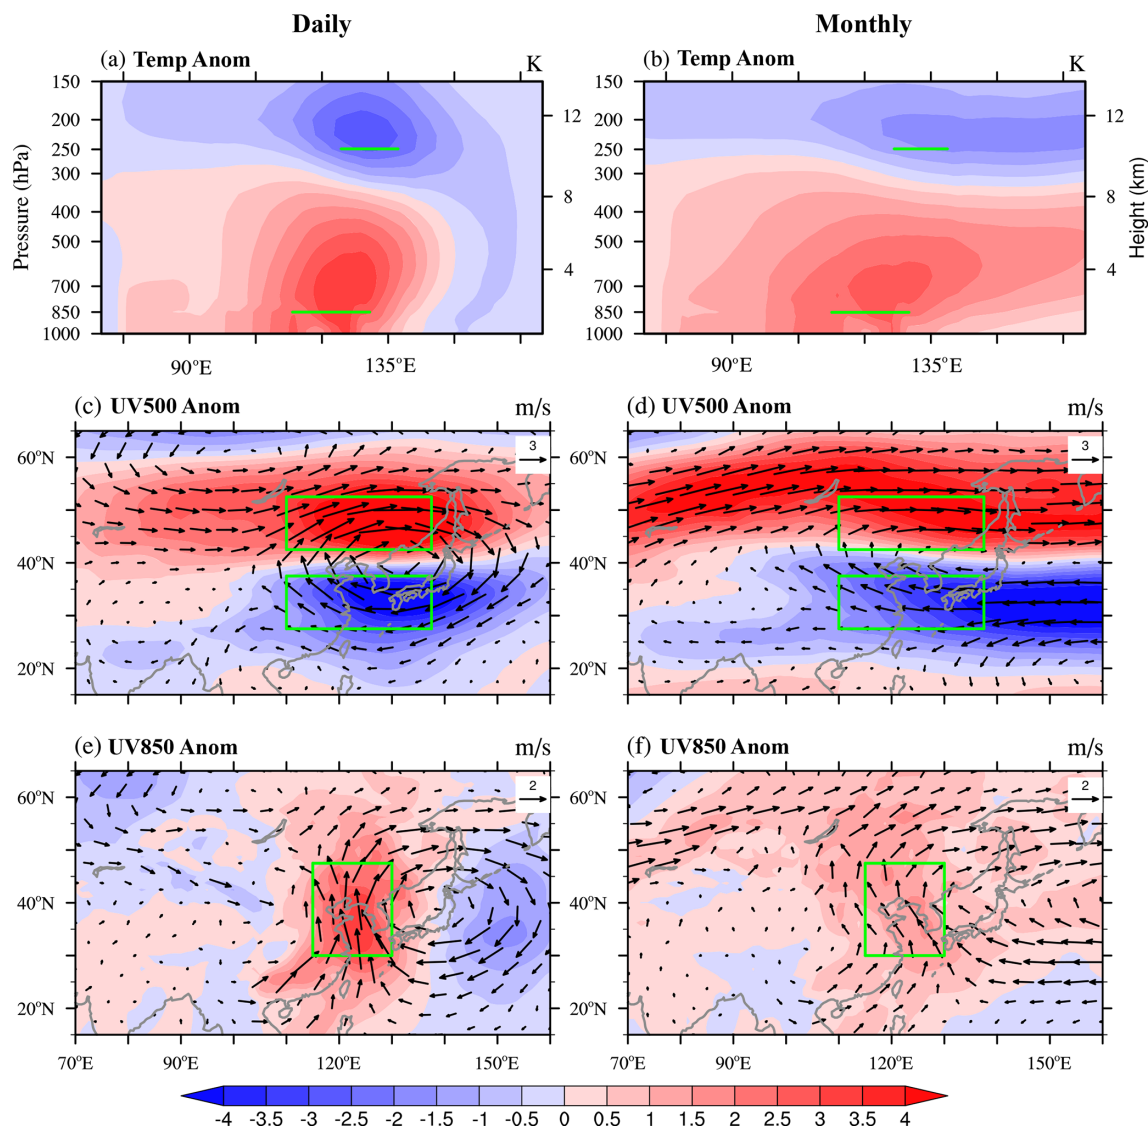 Daily Monthly
(a) Temp Anom K (b) Temp Anom K
150 150
200 12 200 12
250 250
300 300
8 8
400 400
500 500
4 4
700 700
850 850
1000 1000
Pressure (hPa) Height (km)
90°E 135°E 90°E 135°E
(c) UV500 Anom m/s (d) UV500 Anom m/s
3 3
60°N 60°N
40°N 40°N
20°N 20°N
(e) UV850 Anom m/s (f) UV850 Anom m/s
2 2
60°N 60°N
40°N 40°N
20°N 20°N
70°E 90°E 120°E 150°E 70°E 90°E 120°E 150°E
-4 -3.5 -3 -2.5 -2 -1.5 -1 -0.5 0 0.5 1 1.5 2 2.5 3 3.5 4